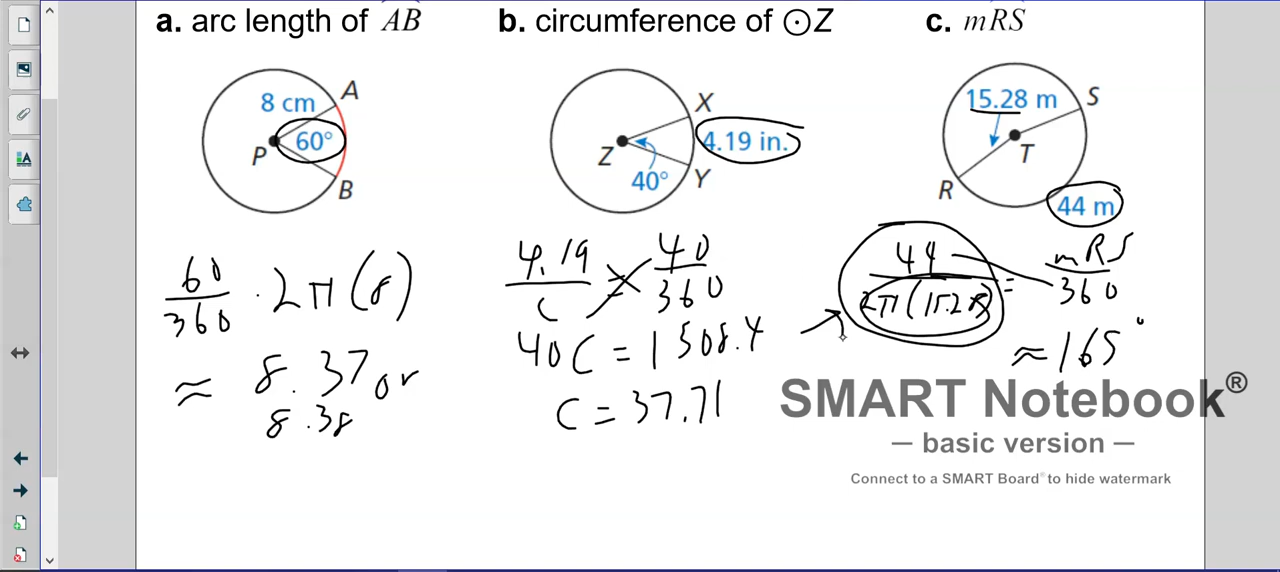 a. arc length of AB
b. circumference of ⊙Z
c. mRS
8 cm
A
60°
P
B
X
4.19 in.
Z
40°
Y
15.28 m
S
T
R
44 m
60/360 · 2π(8)
≈ 8.37 or
8.38
4.19/C = 40/360
40C = 1508.4
C = 37.71
44/2π(15.28) = mRS/360
≈ 165°
SMART Notebook®
— basic version —
Connect to a SMART Board® to hide watermark